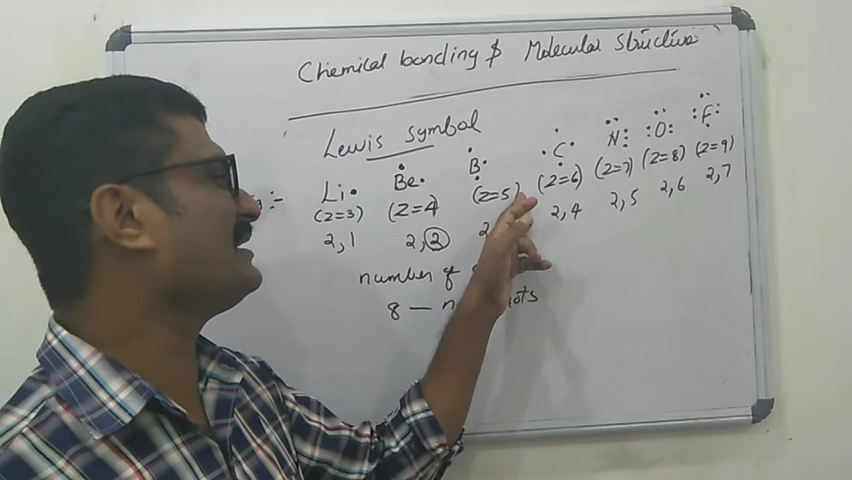 Chemical bonding & Molecular Structure
Lewis symbol
:- Li Be B C N O F
(Z=3) (Z=4 (Z=5) (Z=6) (Z=7) (Z=8) (Z=9)
2,1 2,2 2, 2,4 2,5 2,6 2,7
number of
8 —